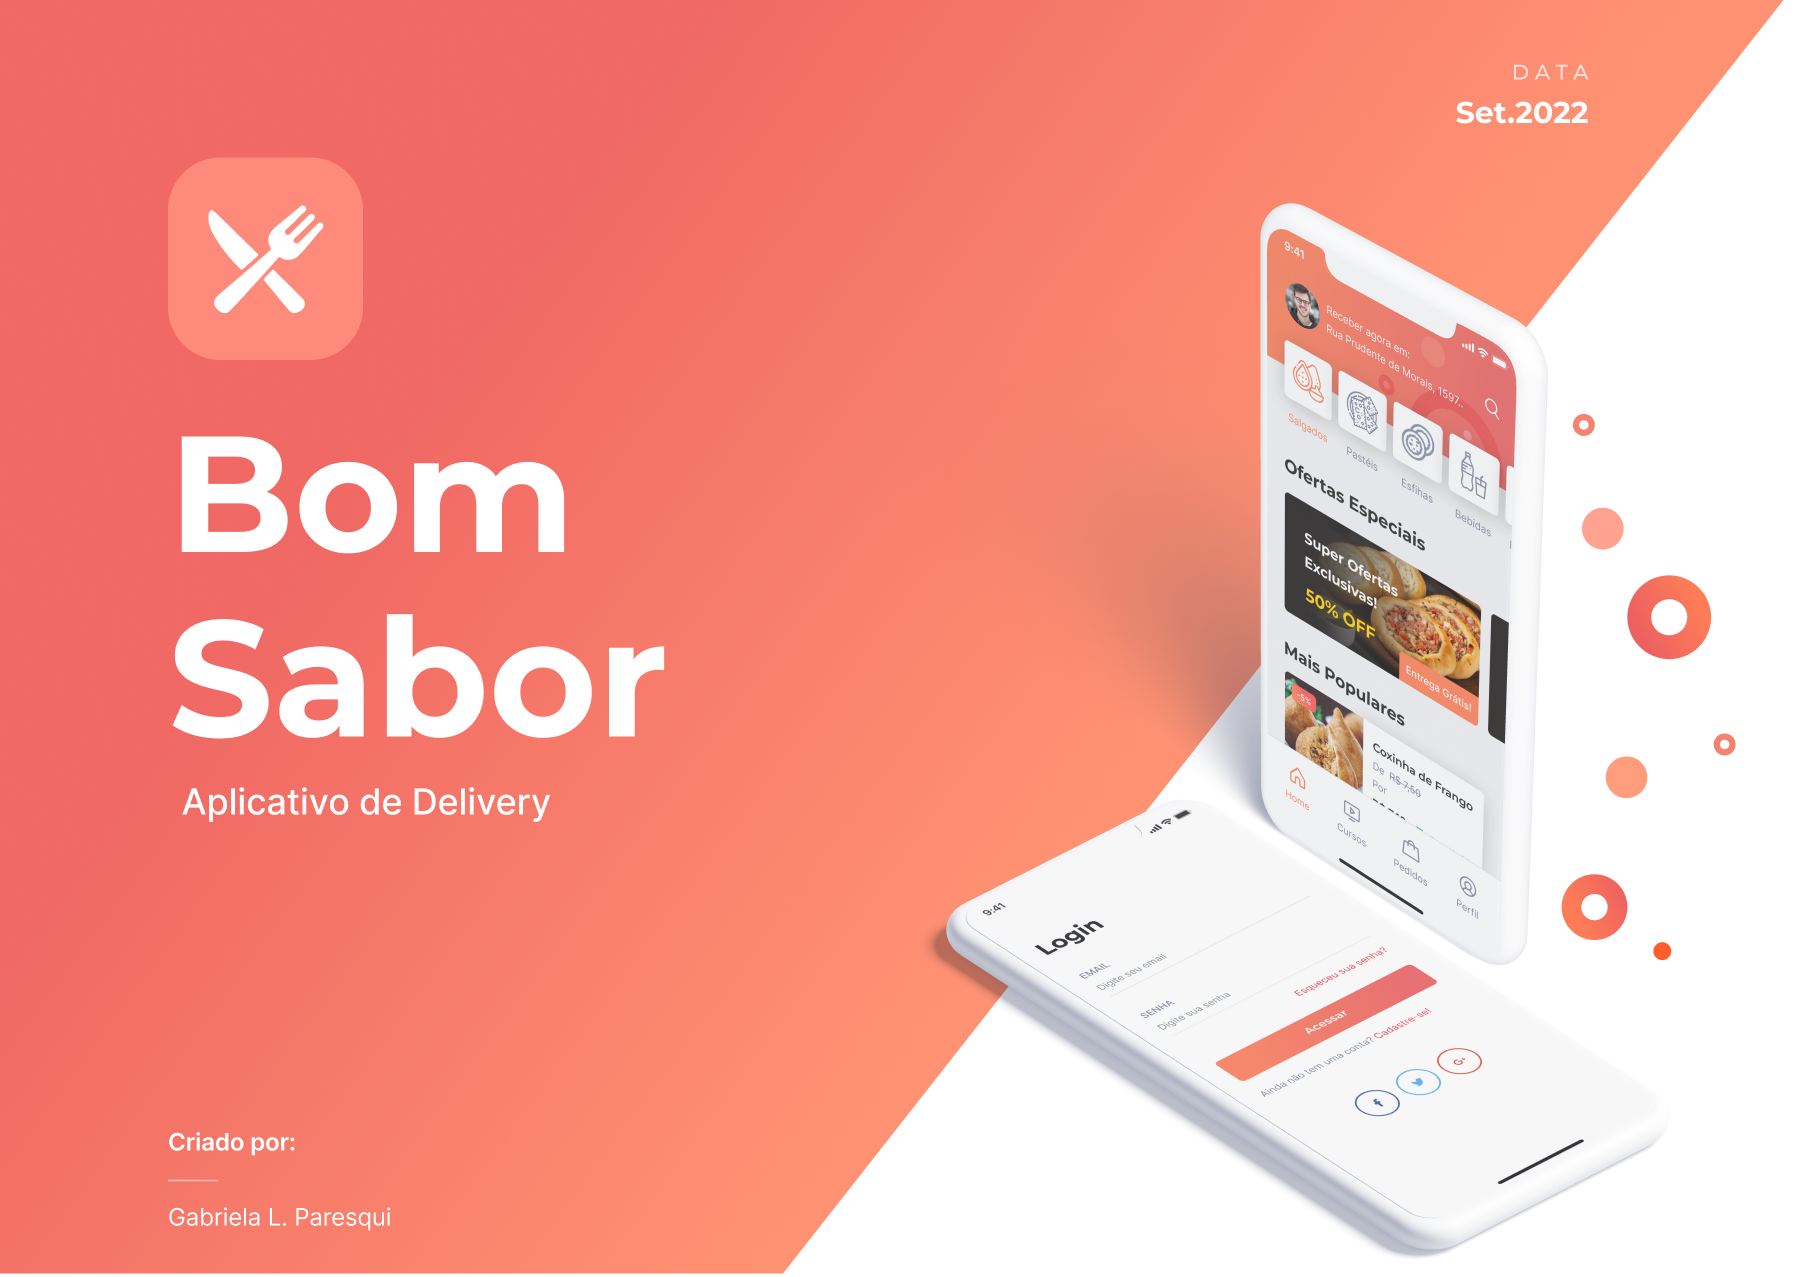 DATA
Set.2022
Bom
Sabor
Aplicativo de Delivery
Criado por:
Gabriela L. Paresqui
9:41
Receber agora em:
Rua Prudente de Morais, 1597..
Salgados
Pastéis
Esfihas
Bebidas
Ofertas Especiais
Super Ofertas
Exclusivas!
50% OFF
Entrega Grátis!
Mais Populares
-5%
Coxinha de Frango
De R$ 7,50
Por
Home
Cursos
Pedidos
Perfil
9:41
Login
EMAIL
Digite seu email
SENHA
Digite sua senha
Esqueceu sua senha?
Acessar
Ainda não tem uma conta? Cadastre-se!
f
G+